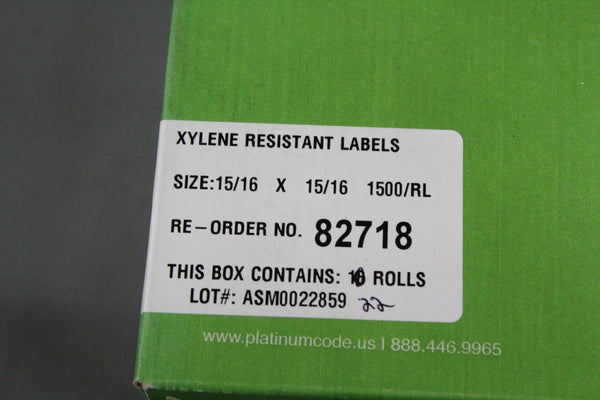 XYLENE RESISTANT LABELS
SIZE:15/16 X 15/16 1500/RL
RE-ORDER NO. 82718
THIS BOX CONTAINS: ROLLS
LOT#: ASM0022859 22
www.platinumcode.us | 888.446.9965